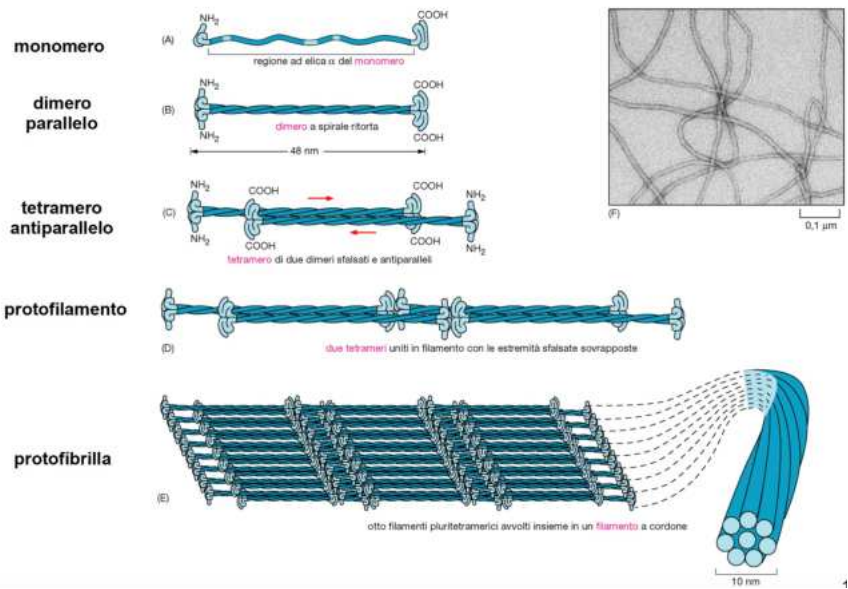 monomero
NH2
COOH
(A)
regione ad elica α del monomero
dimero
parallelo
NH2
COOH
(B)
dimero a spirale ritorta
NH2
COOH
48 nm
tetramero
antiparallelo
NH2
COOH
COOH
NH2
(C)
NH2
COOH
COOH
NH2
tetramero di due dimeri sfalsati e antiparalleli
(F)
0,1 µm
protofilamento
(D)
due tetrameri uniti in filamento con le estremità sfalsate sovrapposte
protofibrilla
(E)
otto filamenti pluritetramerici avvolti insieme in un filamento a cordone
10 nm
1